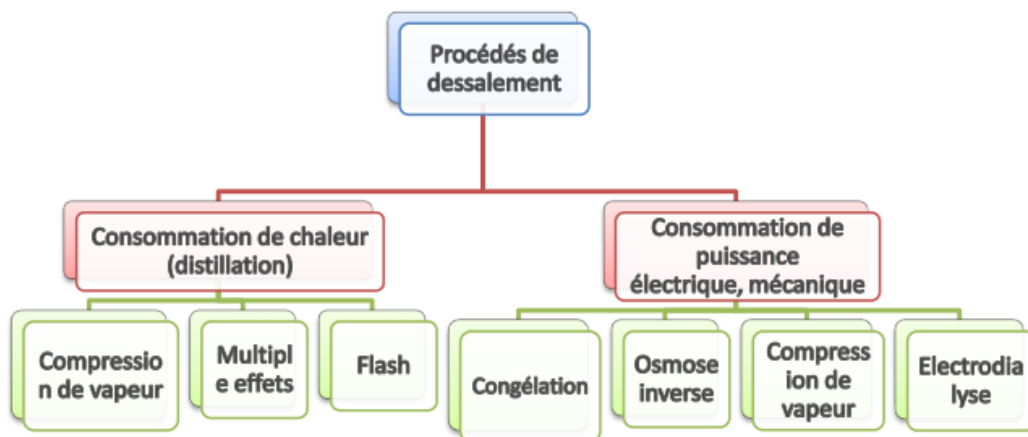 Procédés de
dessalement
Consommation de chaleur
(distillation)
Consommation de
puissance
électrique, mécanique
Compressio
n de vapeur
Multipl
e effets
Flash
Congélation
Osmose
inverse
Compress
ion de
vapeur
Electrodia
lyse